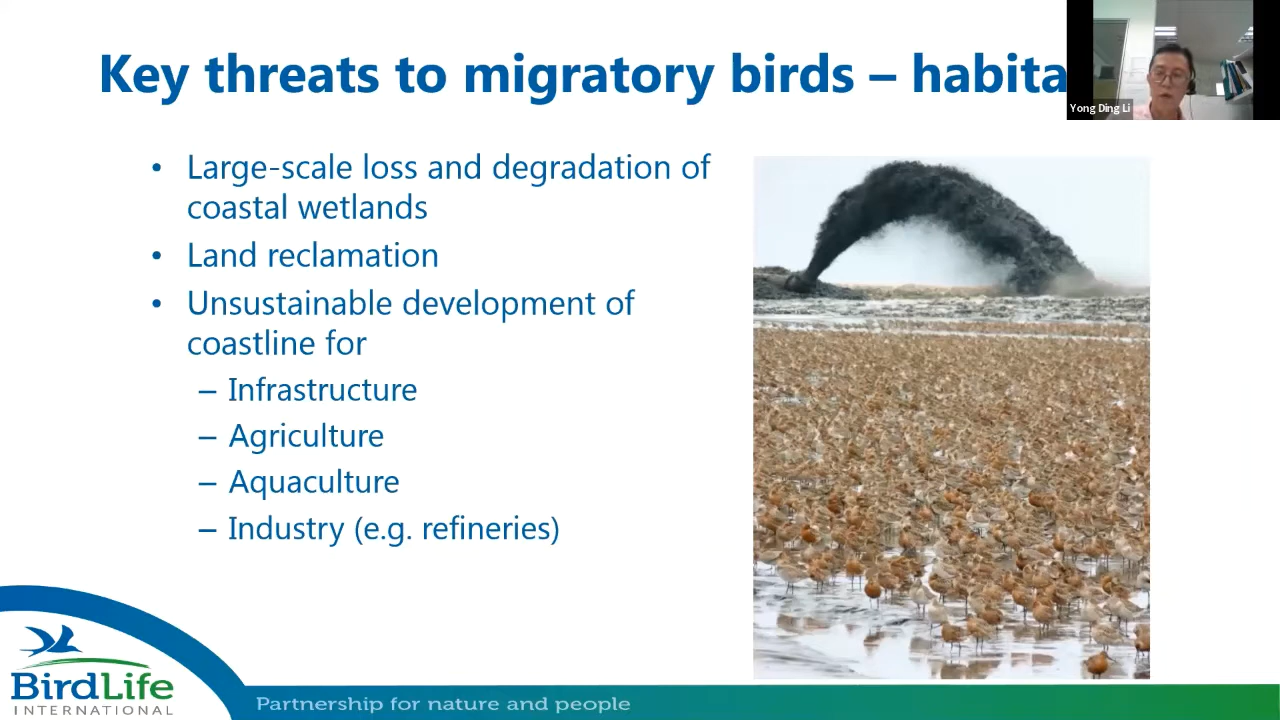 Key threats to migratory birds – habita
Yong Ding Li
• Large-scale loss and degradation of
coastal wetlands
• Land reclamation
• Unsustainable development of
coastline for
– Infrastructure
– Agriculture
– Aquaculture
– Industry (e.g. refineries)
BirdLife
INTERNATIONAL
Partnership for nature and people